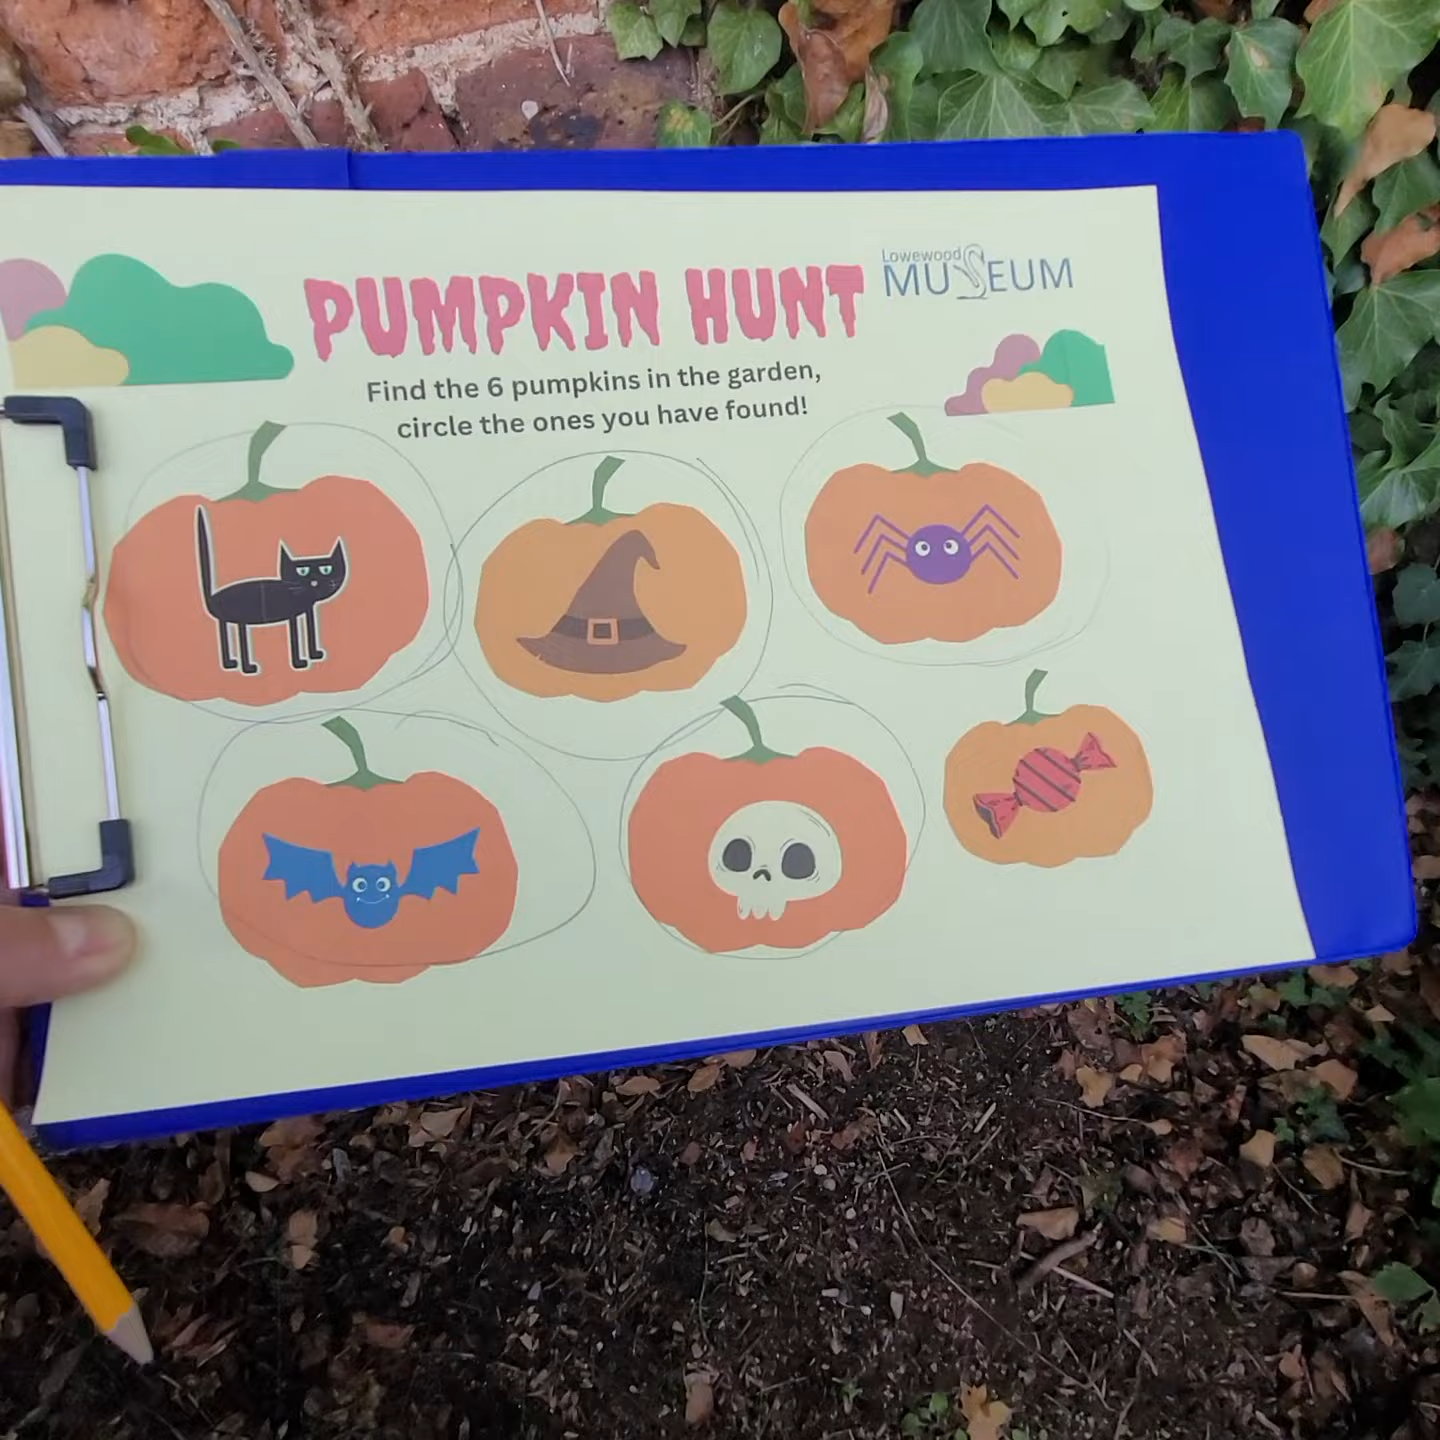 PUMPKIN HUNT
Lowewood
MUSEUM
Find the 6 pumpkins in the garden,
circle the ones you have found!